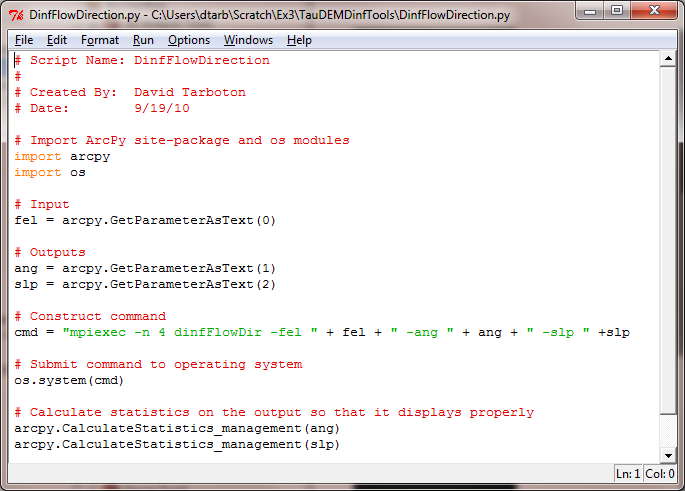 DinfFlowDirection.py - C:\Users\dtarb\Scratch\Ex3\TauDEMDinfTools\DinfFlowDirection.py
File Edit Format Run Options Windows Help
# Script Name: DinfFlowDirection
#
# Created By:  David Tarboton
# Date:        9/19/10

# Import ArcPy site-package and os modules
import arcpy
import os

# Input
fel = arcpy.GetParameterAsText(0)

# Outputs
ang = arcpy.GetParameterAsText(1)
slp = arcpy.GetParameterAsText(2)

# Construct command
cmd = "mpiexec -n 4 dinfFlowDir -fel " + fel + " -ang " + ang + " -slp " +slp

# Submit command to operating system
os.system(cmd)

# Calculate statistics on the output so that it displays properly
arcpy.CalculateStatistics_management(ang)
arcpy.CalculateStatistics_management(slp)
Ln: 1 Col: 0